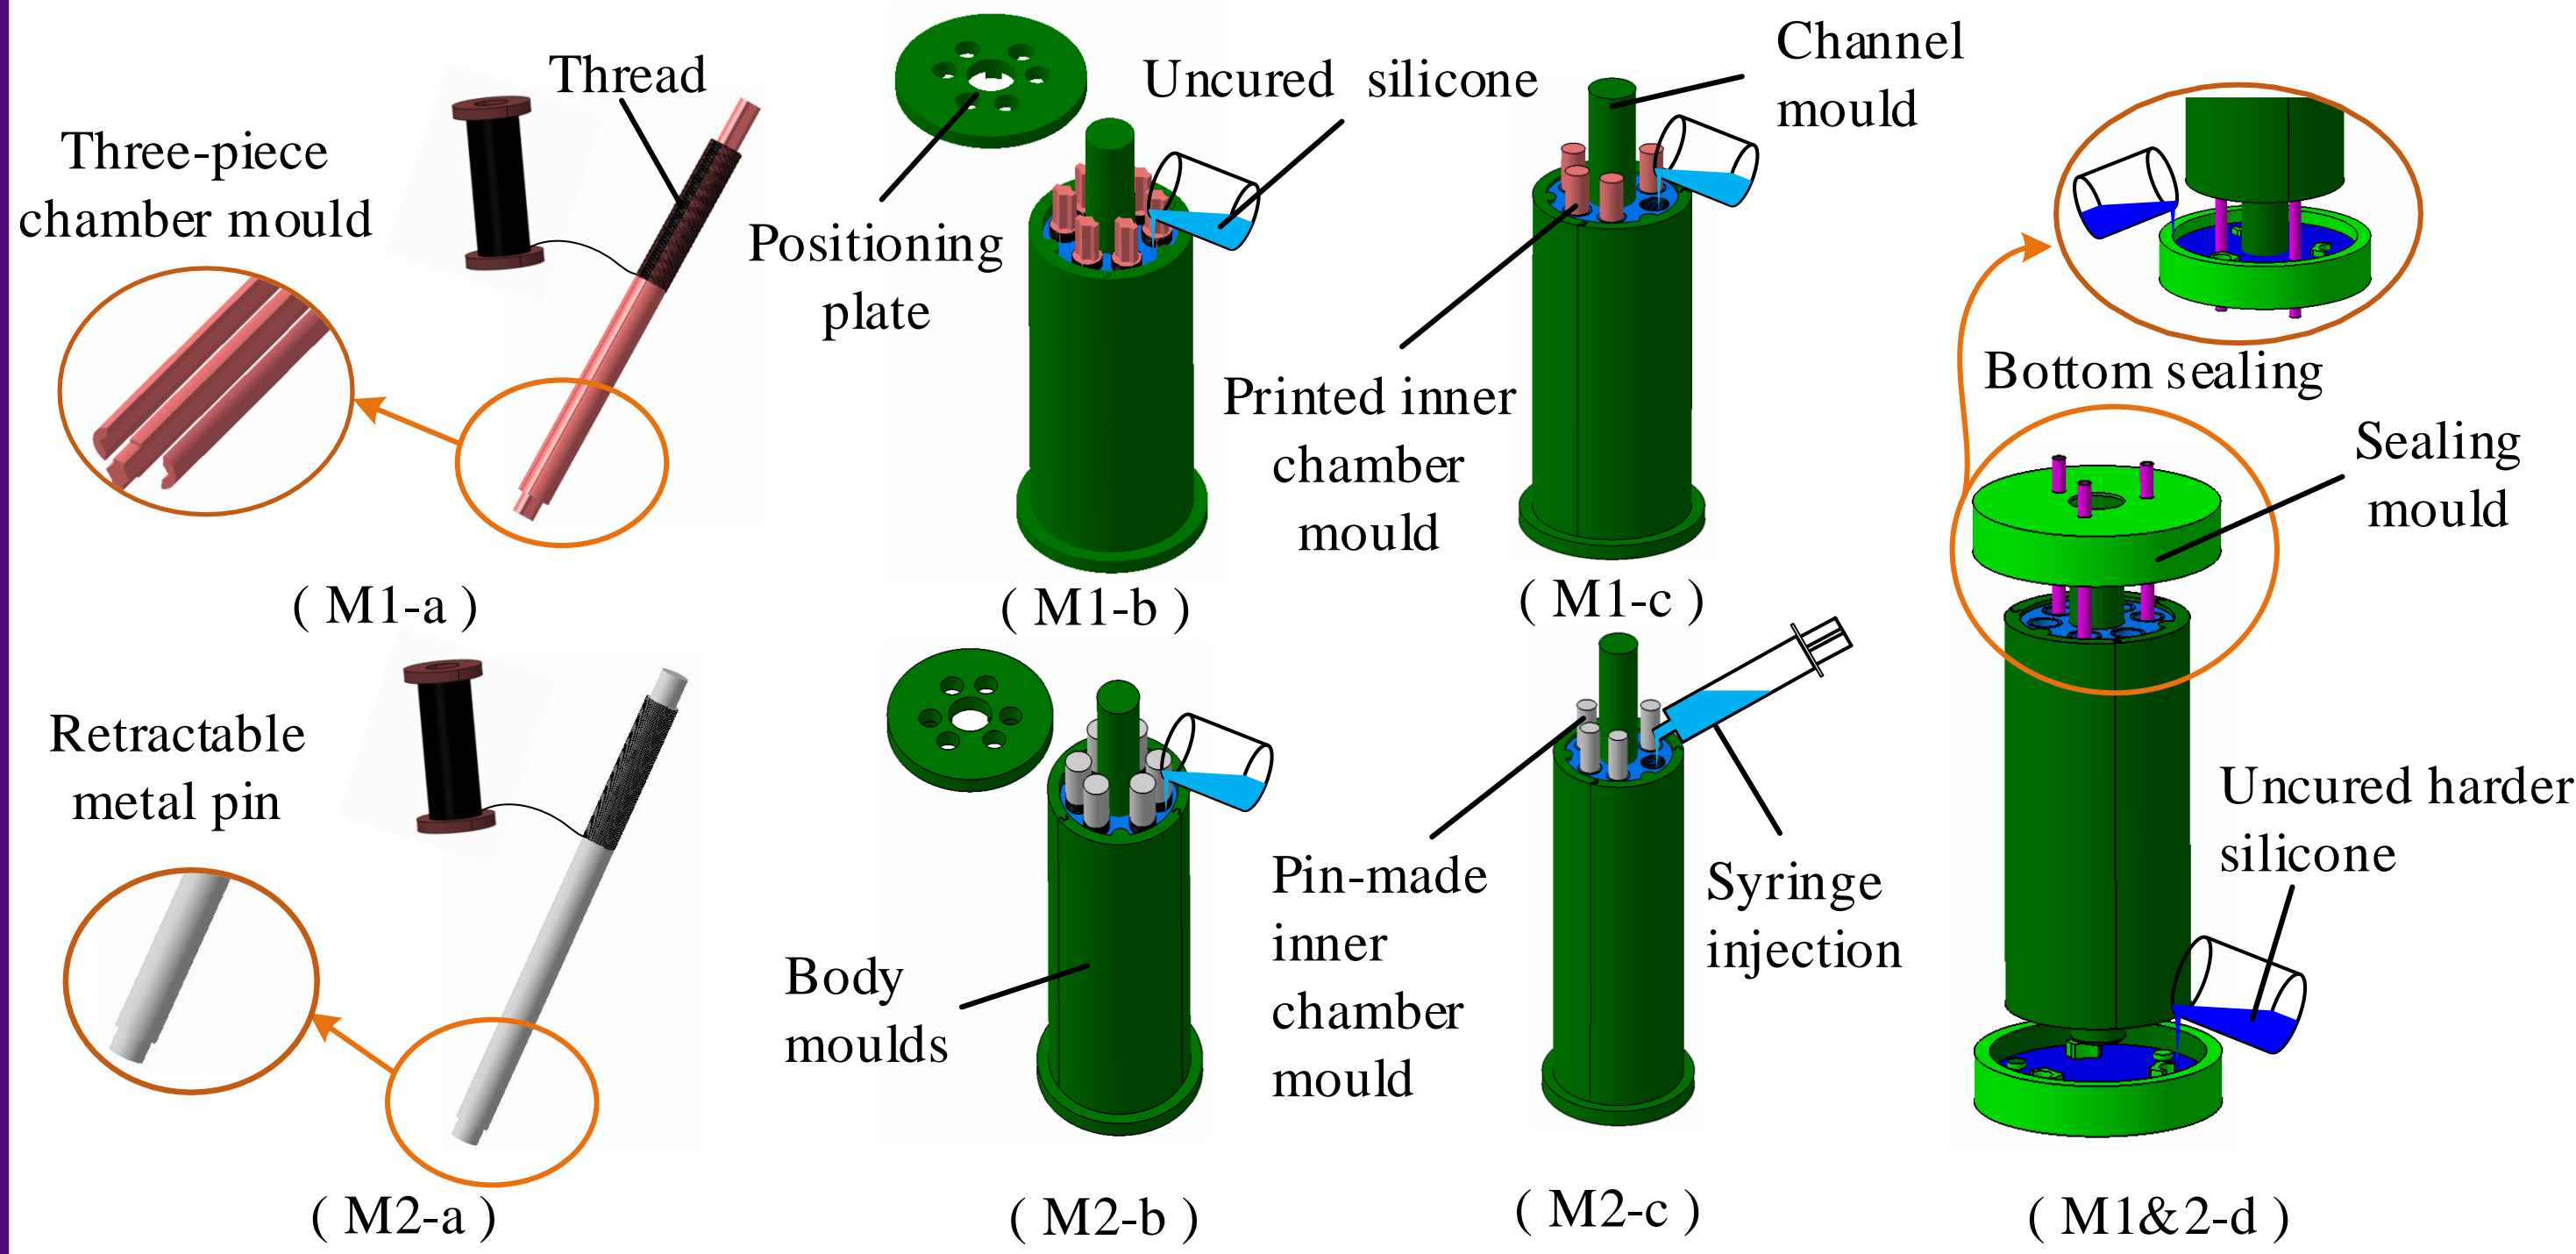 Thread
Three-piece
chamber mould
( M1-a )
Uncured silicone
Positioning
plate
( M1-b )
Channel
mould
Printed inner
chamber
mould
( M1-c )
Bottom sealing
Sealing
mould
Uncured harder
silicone
( M1&2-d )
Retractable
metal pin
( M2-a )
Body
moulds
( M2-b )
Pin-made
inner
chamber
mould
Syringe
injection
( M2-c )